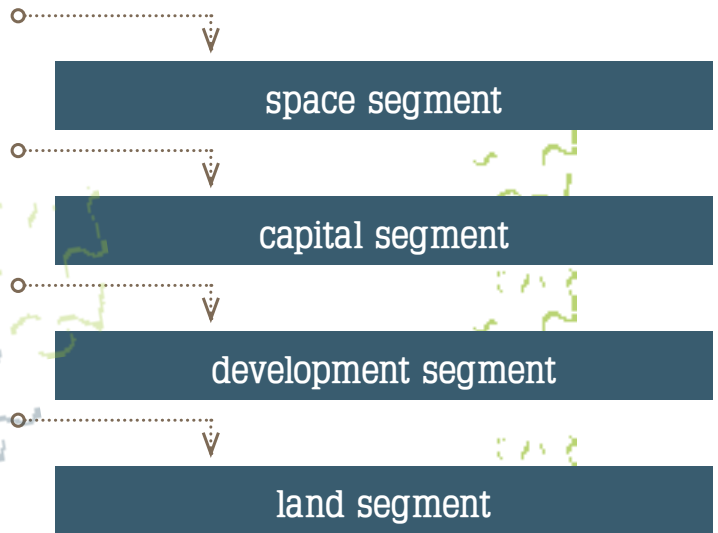 space segment
capital segment
development segment
land segment